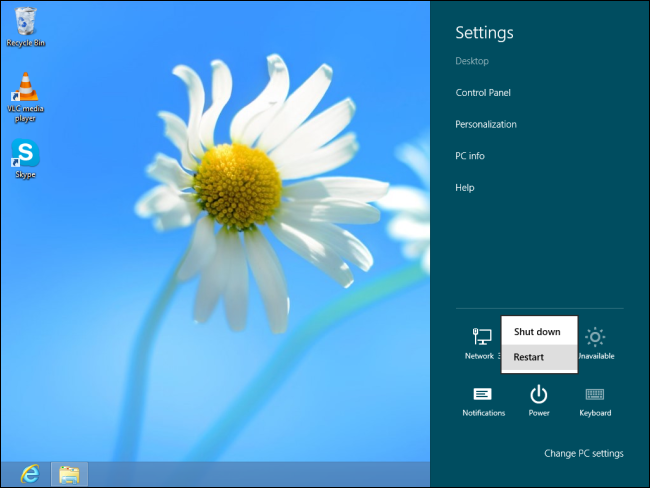 Recycle Bin
VLC media
player
Skype
Settings
Desktop
Control Panel
Personalization
PC info
Help
Shut down
Restart
Network
Unavailable
Notifications
Power
Keyboard
Change PC settings